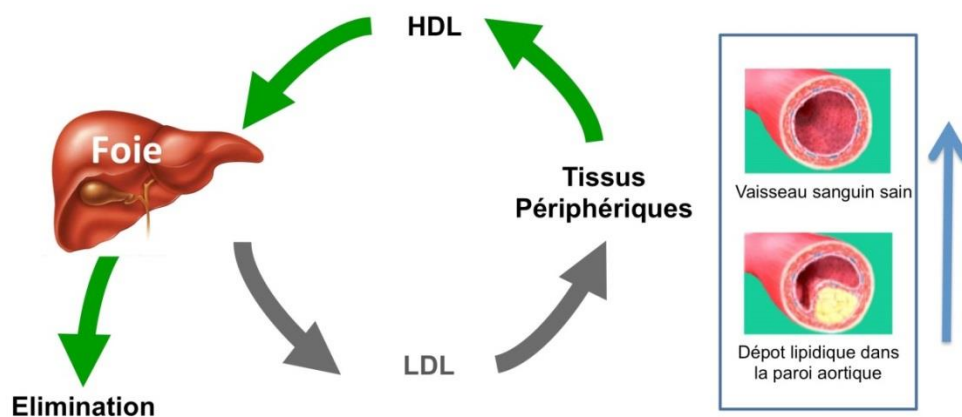 HDL
Foie
Tissus
Périphériques
LDL
Elimination
Vaisseau sanguin sain
Dépot lipidique dans
la paroi aortique